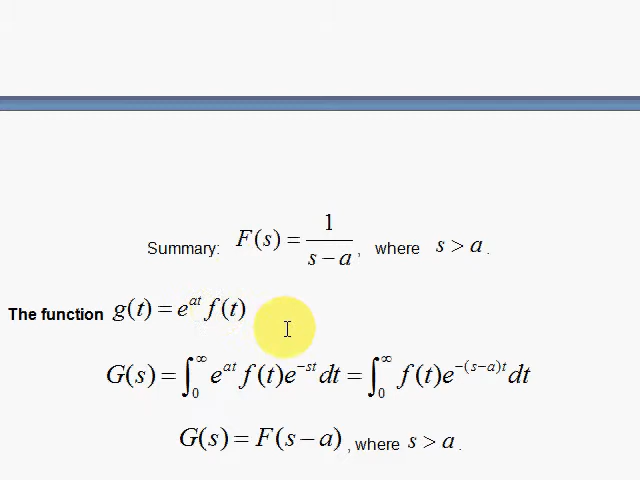 Summary: F(s) = 1/(s − a), where s > a.
The function g(t) = e^{at} f(t)
G(s) = ∫_0^∞ e^{at} f(t)e^{−st} dt = ∫_0^∞ f(t)e^{−(s−a)t} dt
G(s) = F(s − a), where s > a.